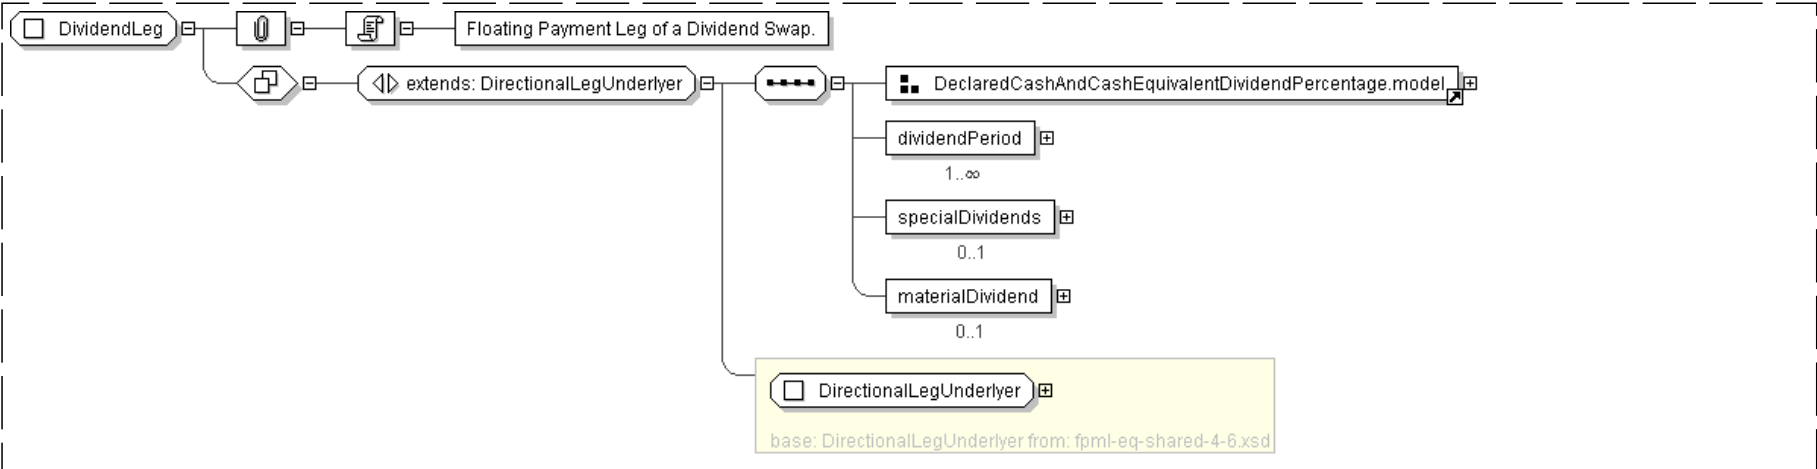 DividendLeg
Floating Payment Leg of a Dividend Swap.
extends: DirectionalLegUnderlyer
DeclaredCashAndCashEquivalentDividendPercentage.model
dividendPeriod
1..∞
specialDividends
0..1
materialDividend
0..1
DirectionalLegUnderlyer
base: DirectionalLegUnderlyer from: fpml-eq-shared-4-6.xsd